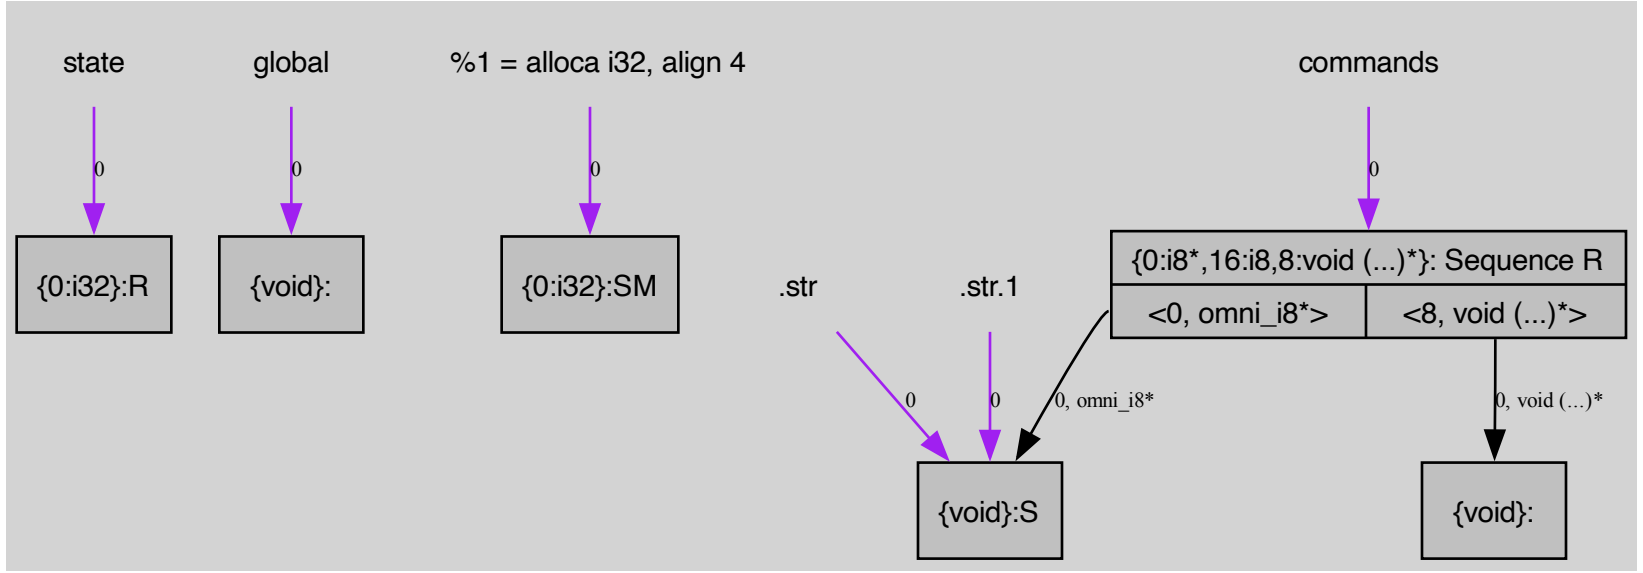 state
global
%1 = alloca i32, align 4
commands
0
0
0
0
{0:i32}:R
{void}:
{0:i32}:SM
.str
.str.1
{0:i8*,16:i8,8:void (...)*}: Sequence R
<0, omni_i8*>
<8, void (...)*>
0
0
0, omni_i8*
0, void (...)*
{void}:S
{void}: